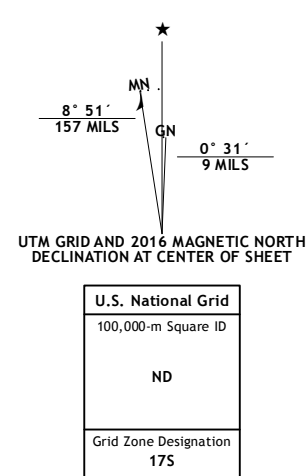 MN
8° 51´
157 MILS
GN
0° 31´
9 MILS
UTM GRID AND 2016 MAGNETIC NORTH
DECLINATION AT CENTER OF SHEET
U.S. National Grid
100,000-m Square ID
ND
Grid Zone Designation
17S